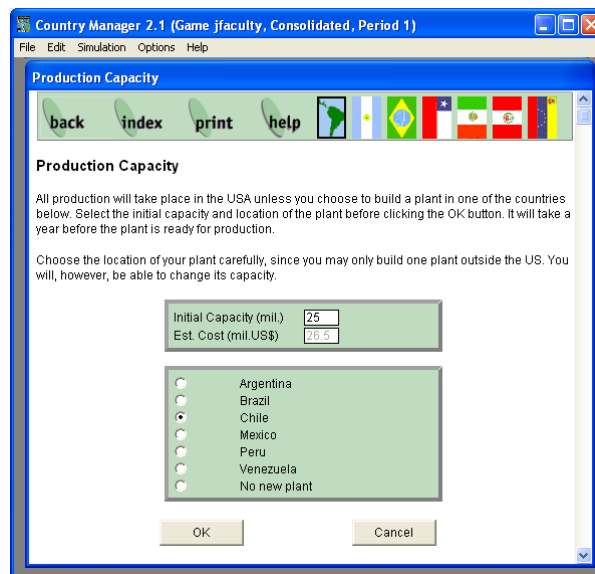 Country Manager 2.1 (Game jfaculty, Consolidated, Period 1)
File Edit Simulation Options Help
Production Capacity
back index print help
Production Capacity
All production will take place in the USA unless you choose to build a plant in one of the countries
below. Select the initial capacity and location of the plant before clicking the OK button. It will take a
year before the plant is ready for production.
Choose the location of your plant carefully, since you may only build one plant outside the US. You
will, however, be able to change its capacity.
Initial Capacity (mil.) 25
Est. Cost (mil.US$) 26.5
Argentina
Brazil
Chile
Mexico
Peru
Venezuela
No new plant
OK Cancel